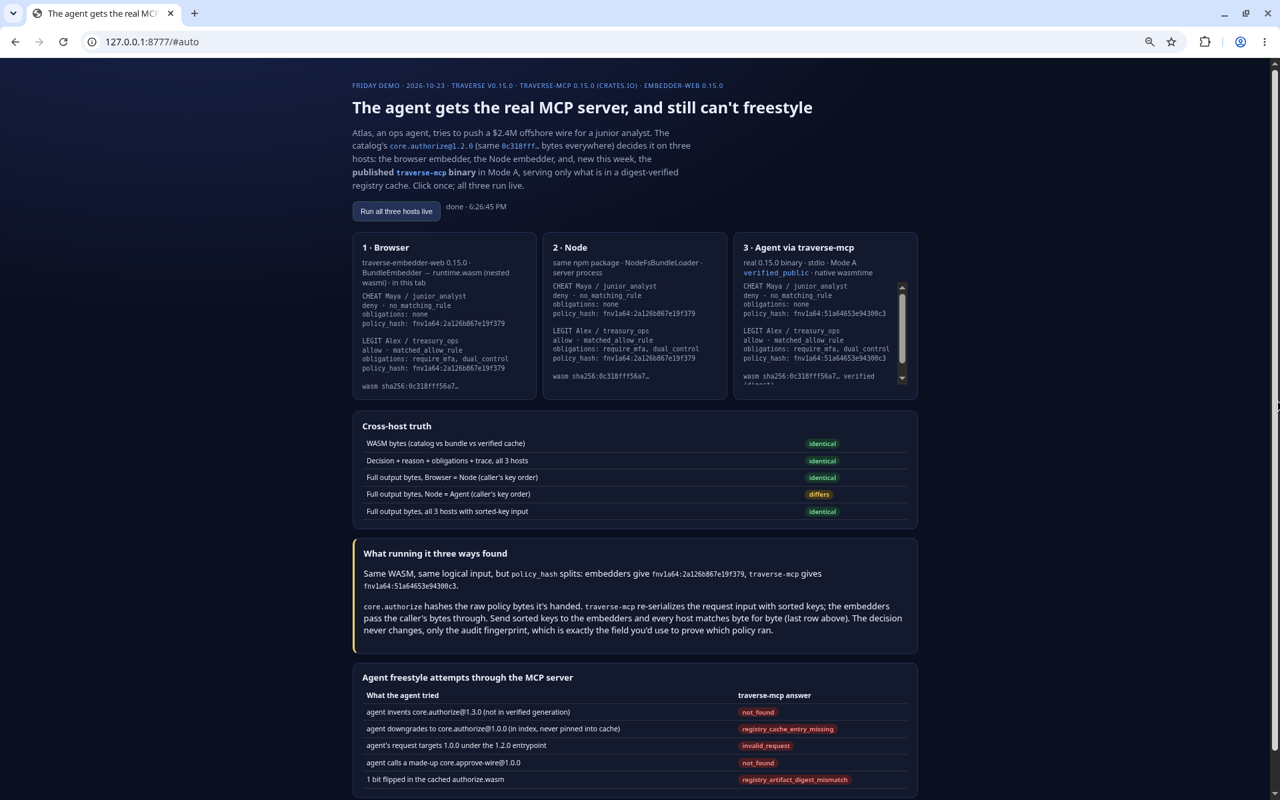 The agent gets the real MCP
127.0.0.1:8777/#auto
FRIDAY DEMO · 2026-10-23 · TRAVERSE V0.15.0 · TRAVERSE-MCP 0.15.0 (CRATES.IO) · EMBEDDER-WEB 0.15.0
The agent gets the real MCP server, and still can't freestyle
Atlas, an ops agent, tries to push a $2.4M offshore wire for a junior analyst. The
catalog's core.authorize@1.2.0 (same 0c318fff… bytes everywhere) decides it on three
hosts: the browser embedder, the Node embedder, and, new this week, the
published traverse-mcp binary in Mode A, serving only what is in a digest-verified
registry cache. Click once; all three run live.
Run all three hosts live
done · 6:26:45 PM
1 · Browser
traverse-embedder-web 0.15.0 ·
BundleEmbedder → runtime.wasm (nested
wasmi) · in this tab
CHEAT Maya / junior_analyst
deny · no_matching_rule
obligations: none
policy_hash: fnv1a64:2a126b867e19f379
LEGIT Alex / treasury_ops
allow · matched_allow_rule
obligations: require_mfa, dual_control
policy_hash: fnv1a64:2a126b867e19f379
wasm sha256:0c318fff56a7…
2 · Node
same npm package · NodeFsBundleLoader ·
server process
CHEAT Maya / junior_analyst
deny · no_matching_rule
obligations: none
policy_hash: fnv1a64:2a126b867e19f379
LEGIT Alex / treasury_ops
allow · matched_allow_rule
obligations: require_mfa, dual_control
policy_hash: fnv1a64:2a126b867e19f379
wasm sha256:0c318fff56a7…
3 · Agent via traverse-mcp
real 0.15.0 binary · stdio · Mode A
verified_public · native wasmtime
CHEAT Maya / junior_analyst
deny · no_matching_rule
obligations: none
policy_hash: fnv1a64:51a64653e94300c3
LEGIT Alex / treasury_ops
allow · matched_allow_rule
obligations: require_mfa, dual_control
policy_hash: fnv1a64:51a64653e94300c3
wasm sha256:0c318fff56a7… verified
(digest)
Cross-host truth
WASM bytes (catalog vs bundle vs verified cache) identical
Decision + reason + obligations + trace, all 3 hosts identical
Full output bytes, Browser = Node (caller's key order) identical
Full output bytes, Node = Agent (caller's key order) differs
Full output bytes, all 3 hosts with sorted-key input identical
What running it three ways found
Same WASM, same logical input, but policy_hash splits: embedders give fnv1a64:2a126b867e19f379, traverse-mcp gives
fnv1a64:51a64653e94300c3.
core.authorize hashes the raw policy bytes it's handed. traverse-mcp re-serializes the request input with sorted keys; the embedders
pass the caller's bytes through. Send sorted keys to the embedders and every host matches byte for byte (last row above). The decision
never changes, only the audit fingerprint, which is exactly the field you'd use to prove which policy ran.
Agent freestyle attempts through the MCP server
What the agent tried traverse-mcp answer
agent invents core.authorize@1.3.0 (not in verified generation) not_found
agent downgrades to core.authorize@1.0.0 (in index, never pinned into cache) registry_cache_entry_missing
agent's request targets 1.0.0 under the 1.2.0 entrypoint invalid_request
agent calls a made-up core.approve-wire@1.0.0 not_found
1 bit flipped in the cached authorize.wasm registry_artifact_digest_mismatch